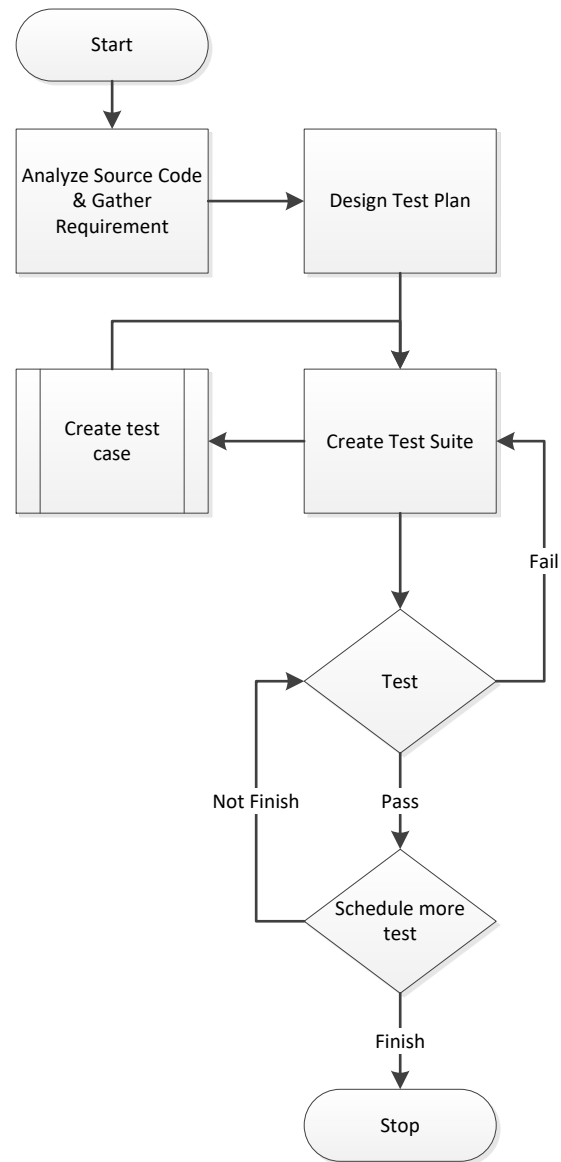 Start
Analyze Source Code
& Gather
Requirement
Design Test Plan
Create test
case
Create Test Suite
Fail
Test
Not Finish
Pass
Schedule more
test
Finish
Stop